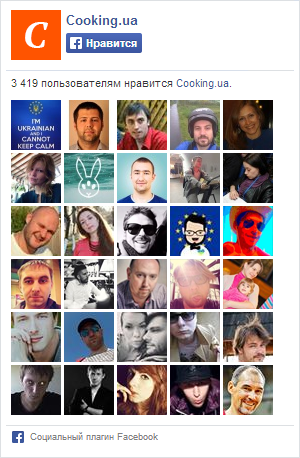 C
Cooking.ua
Нравится
3 419 пользователям нравится Cooking.ua.
I'M
UKRAINIAN
AND I
CANNOT
KEEP CALM
Социальный плагин Facebook